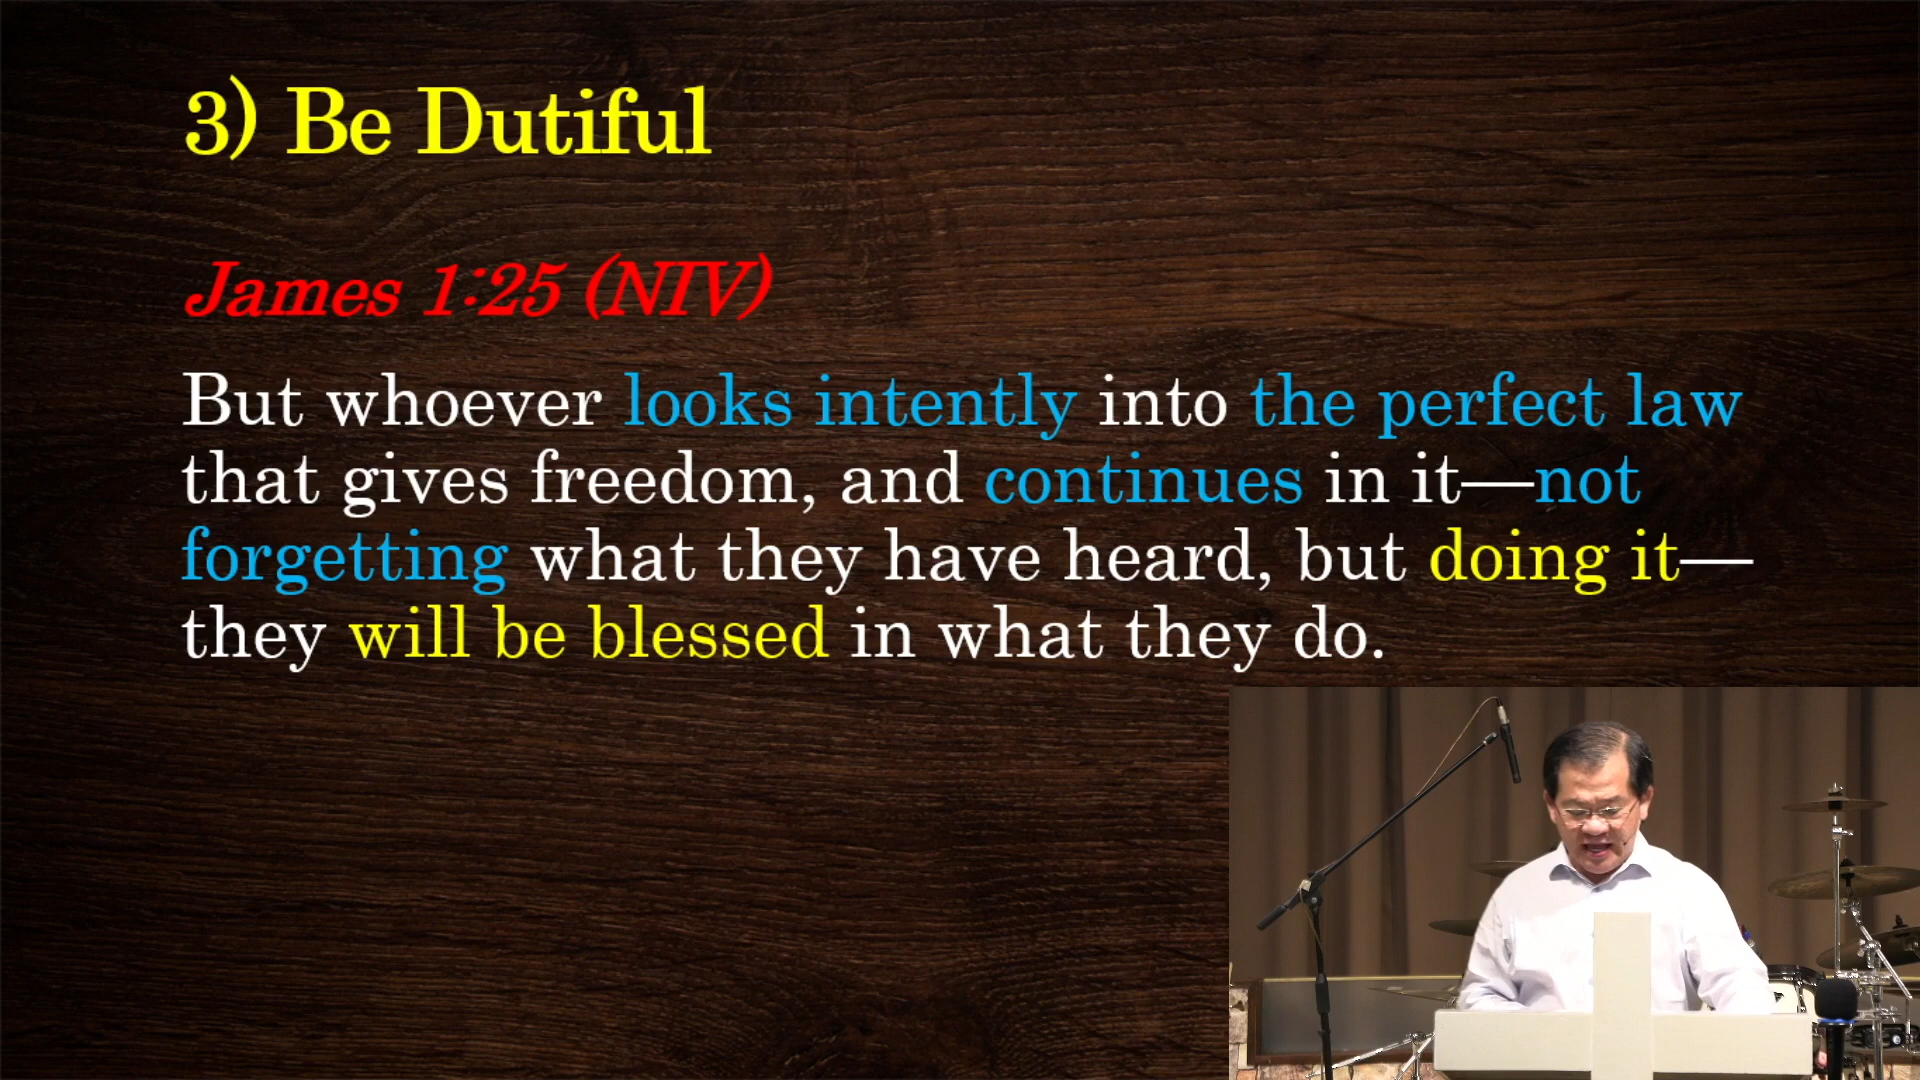 3) Be Dutiful
James 1:25 (NIV)
But whoever looks intently into the perfect law
that gives freedom, and continues in it—not
forgetting what they have heard, but doing it—
they will be blessed in what they do.